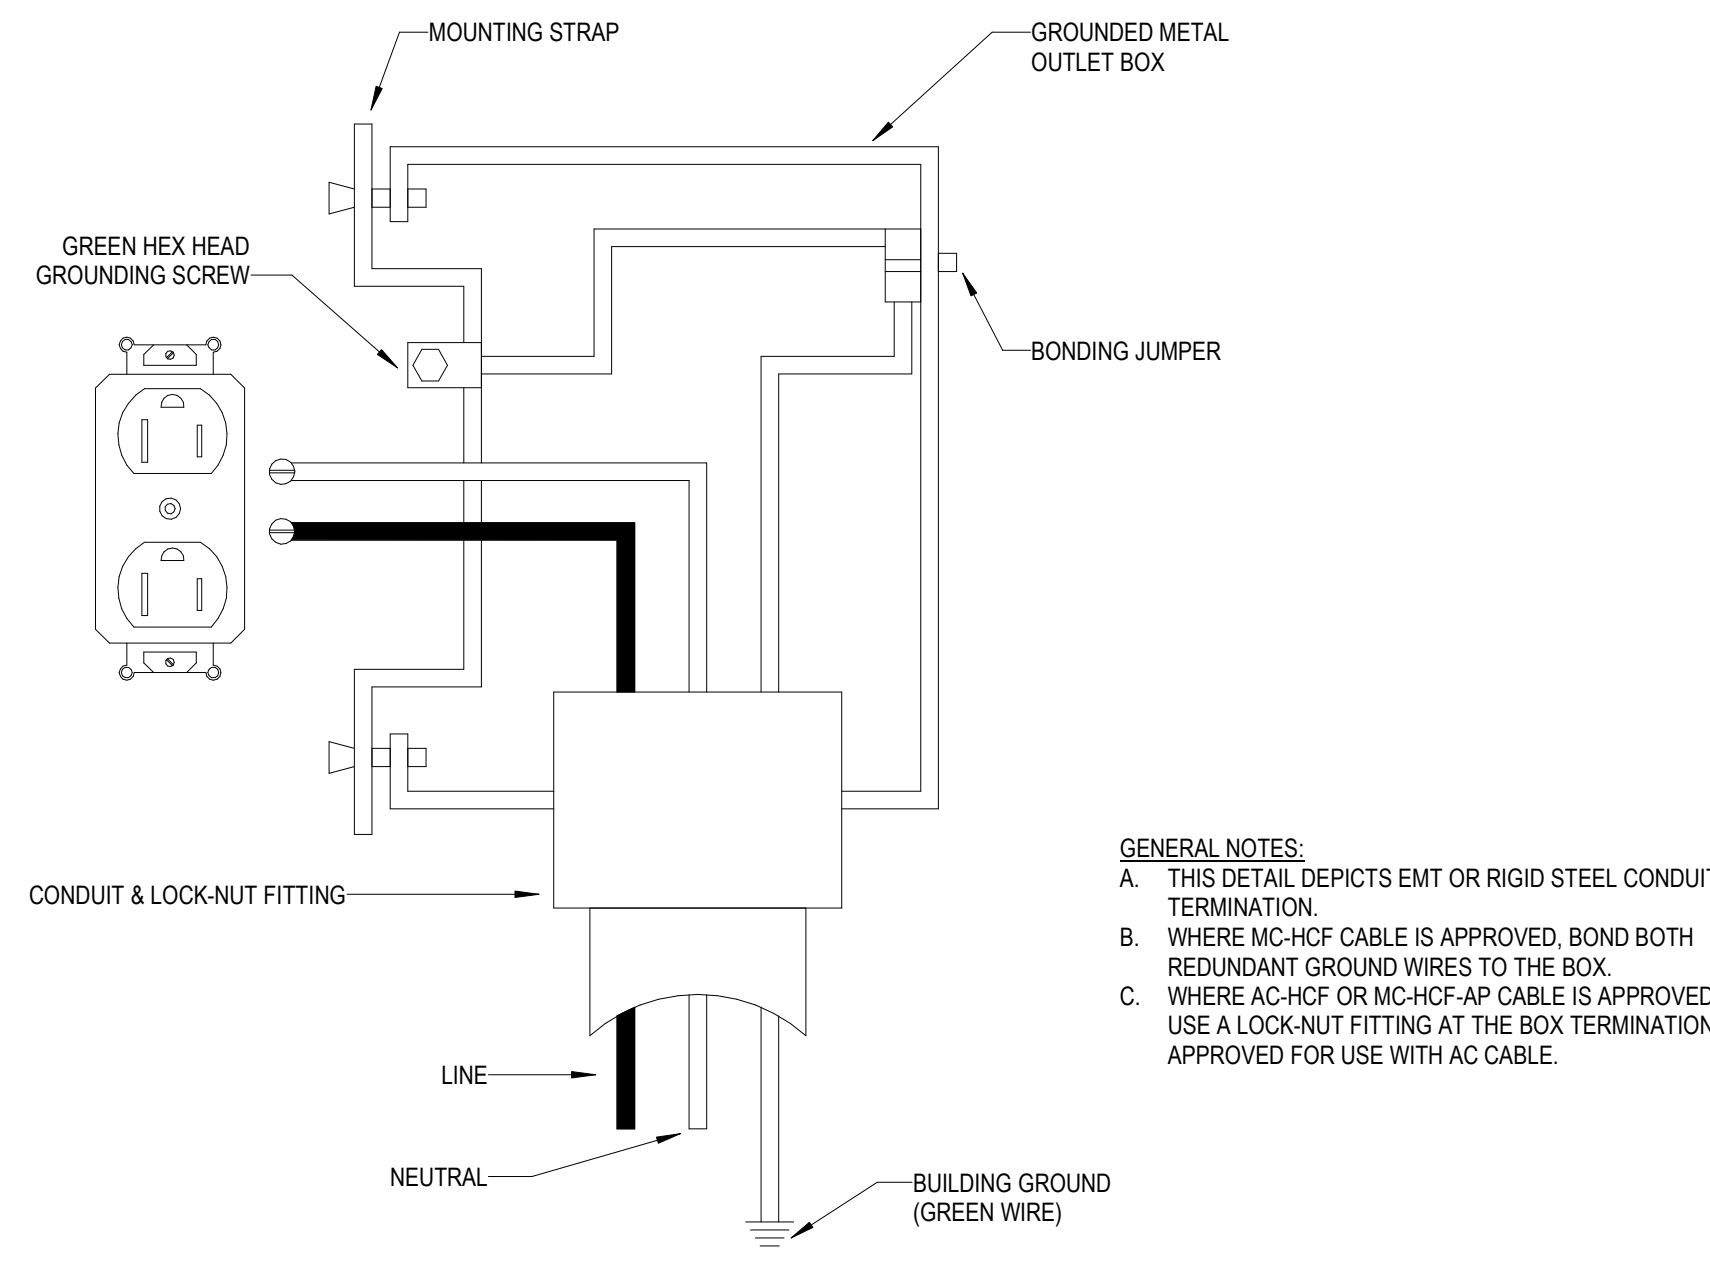 MOUNTING STRAP
GROUNDED METAL
OUTLET BOX
GREEN HEX HEAD
GROUNDING SCREW
BONDING JUMPER
CONDUIT & LOCK-NUT FITTING
LINE
NEUTRAL
BUILDING GROUND
(GREEN WIRE)
GENERAL NOTES:
A. THIS DETAIL DEPICTS EMT OR RIGID STEEL CONDUIT
TERMINATION.
B. WHERE MC-HCF CABLE IS APPROVED, BOND BOTH
REDUNDANT GROUND WIRES TO THE BOX.
C. WHERE AC-HCF OR MC-HCF-AP CABLE IS APPROVED
USE A LOCK-NUT FITTING AT THE BOX TERMINATION
APPROVED FOR USE WITH AC CABLE.